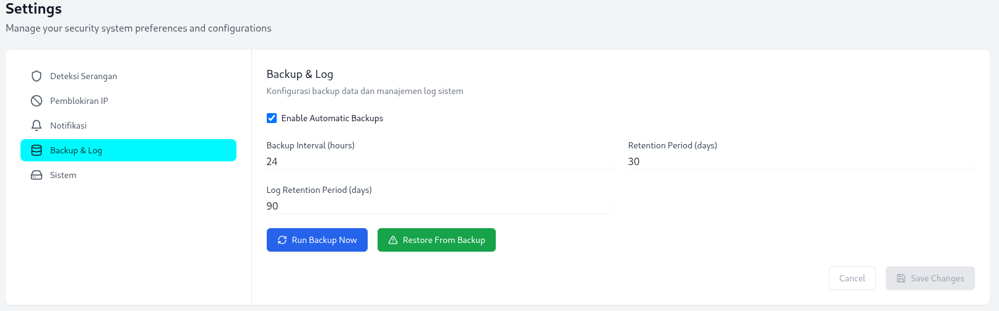 Settings
Manage your security system preferences and configurations
Deteksi Serangan
Pemblokiran IP
Notifikasi
Backup & Log
Sistem
Backup & Log
Konfigurasi backup data dan manajemen log sistem
Enable Automatic Backups
Backup Interval (hours)
24
Retention Period (days)
30
Log Retention Period (days)
90
Run Backup Now
Restore From Backup
Cancel
Save Changes